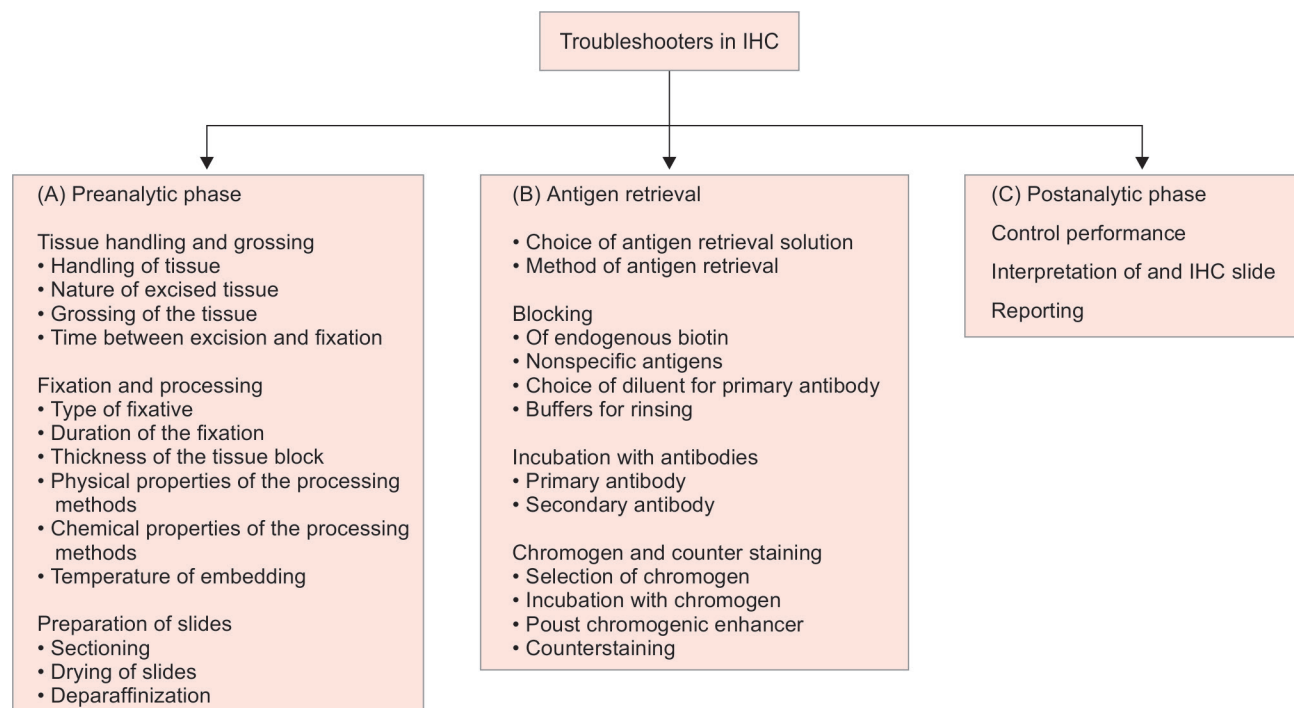 Troubleshooters in IHC
(A) Preanalytic phase
Tissue handling and grossing
• Handling of tissue
• Nature of excised tissue
• Grossing of the tissue
• Time between excision and fixation
Fixation and processing
• Type of fixative
• Duration of the fixation
• Thickness of the tissue block
• Physical properties of the processing
methods
• Chemical properties of the processing
methods
• Temperature of embedding
Preparation of slides
• Sectioning
• Drying of slides
• Deparaffinization
(B) Antigen retrieval
• Choice of antigen retrieval solution
• Method of antigen retrieval
Blocking
• Of endogenous biotin
• Nonspecific antigens
• Choice of diluent for primary antibody
• Buffers for rinsing
Incubation with antibodies
• Primary antibody
• Secondary antibody
Chromogen and counter staining
• Selection of chromogen
• Incubation with chromogen
• Poust chromogenic enhancer
• Counterstaining
(C) Postanalytic phase
Control performance
Interpretation of and IHC slide
Reporting